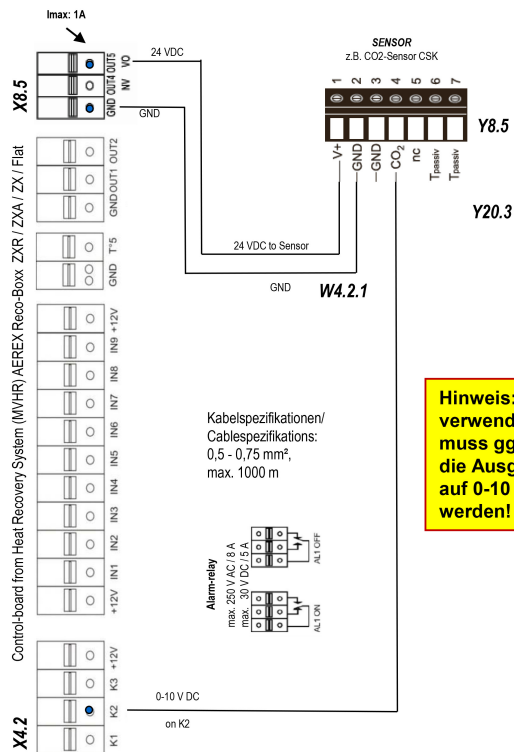 Imax: 1A
X8.5
OUT5 VO
OUT4 NV
GND
24 VDC
GND
SENSOR
z.B. CO2-Sensor CSK
1 2 3 4 5 6 7
V+
GND
GND
CO2
nc
Tpassiv
Tpassiv
Y8.5
Y20.3
Control-board from Heat Recovery System (MVHR) AEREX Reco-Boxx ZXR / ZXA / ZX / Flat
OUT2
OUT1
GND
T°5
GND
24 VDC to Sensor
GND
W4.2.1
+12V
IN9
IN8
IN7
IN6
IN5
IN4
IN3
IN2
IN1
+12V
Kabelspezifikationen/
Cablespecifikations:
0,5 - 0,75 mm²,
max. 1000 m
Hinweis:
verwend
muss gg
die Ausg
auf 0-10
werden!
Alarm-relay
max. 250 V AC / 8 A
max. 30 V DC / 5 A
AL1 OFF
AL1 ON
X4.2
+12V
K3
K2
K1
0-10 V DC
on K2